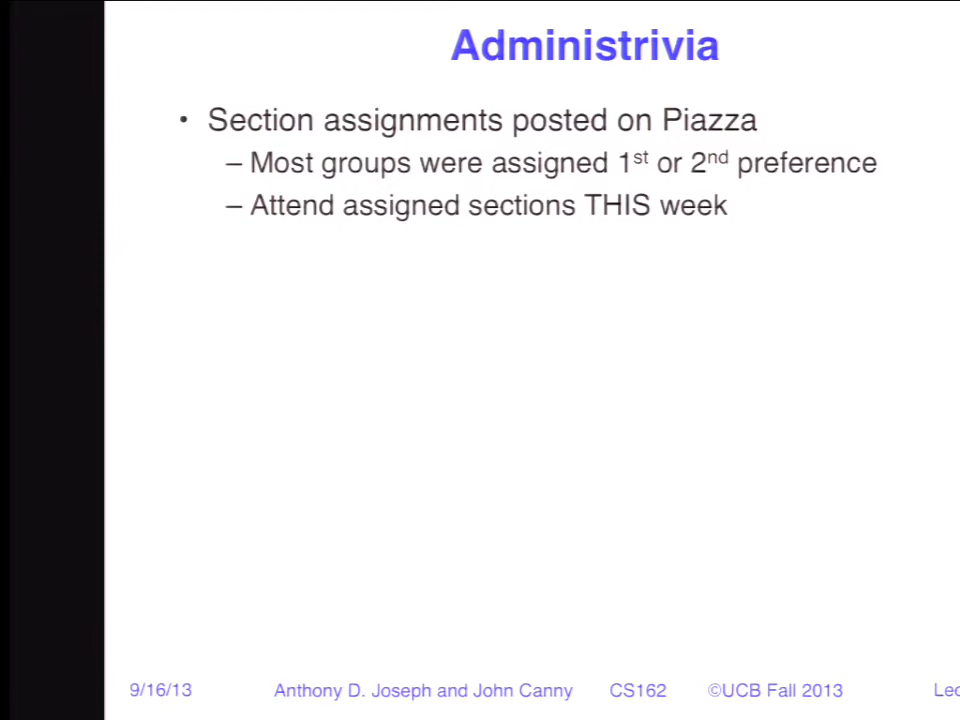 Administrivia
• Section assignments posted on Piazza
– Most groups were assigned 1st or 2nd preference
– Attend assigned sections THIS week
9/16/13 Anthony D. Joseph and John Canny CS162 ©UCB Fall 2013 Lec